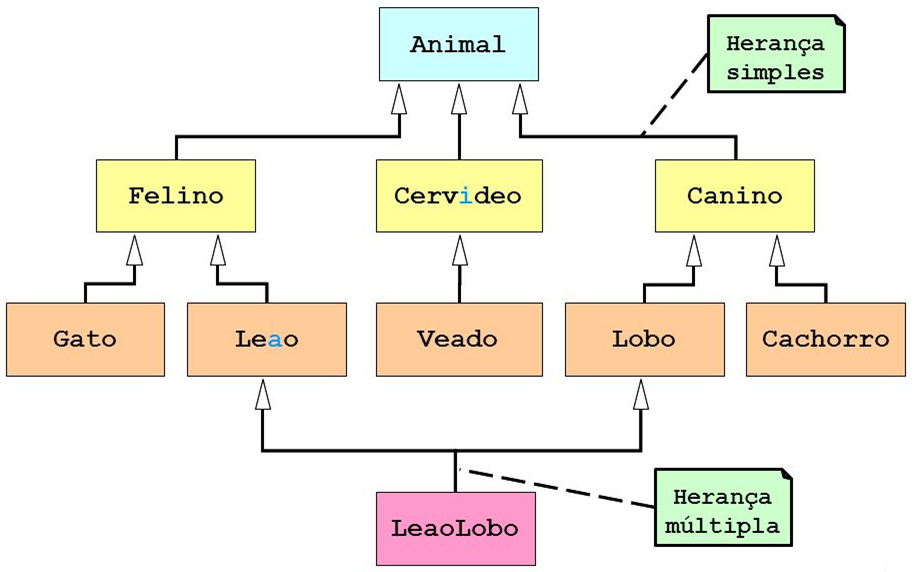 Animal
Herança
simples
Felino
Cervideo
Canino
Gato
Leao
Veado
Lobo
Cachorro
LeaoLobo
Herança
múltipla